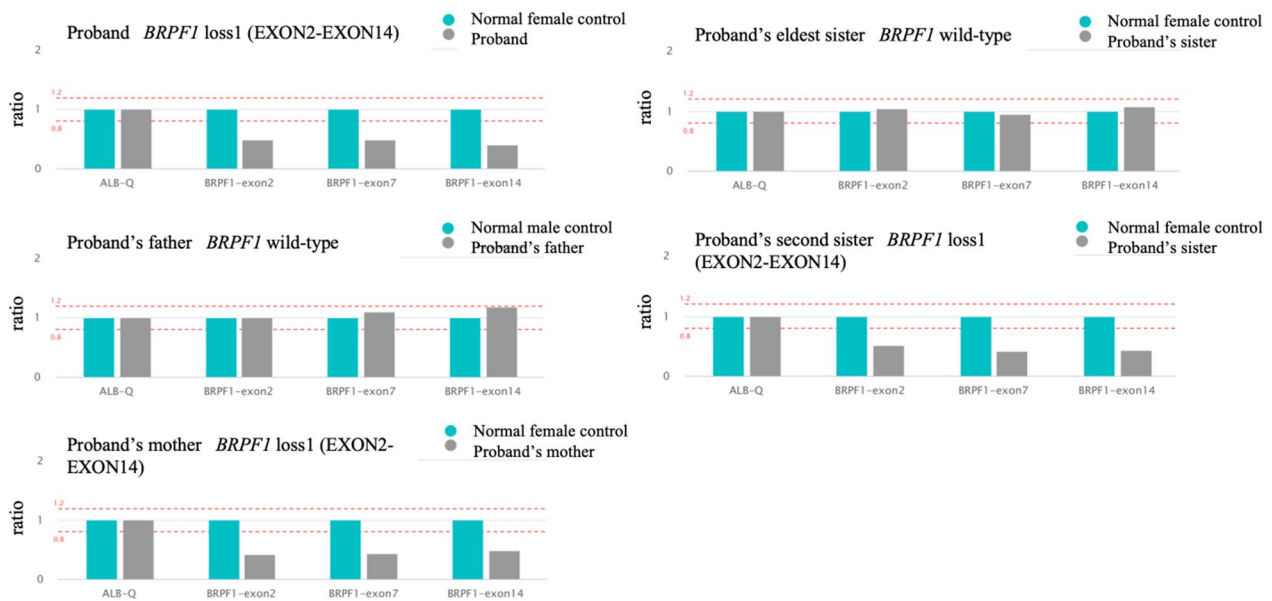 Proband BRPF1 loss1 (EXON2-EXON14)
Normal female control
Proband
2
1.2
1
0.8
0
ratio
ALB-Q BRPF1-exon2 BRPF1-exon7 BRPF1-exon14
Proband's eldest sister BRPF1 wild-type
Normal female control
Proband's sister
2
1.2
1
0.8
0
ratio
ALB-Q BRPF1-exon2 BRPF1-exon7 BRPF1-exon14
Proband's father BRPF1 wild-type
Normal male control
Proband's father
2
1.2
1
0.8
0
ratio
ALB-Q BRPF1-exon2 BRPF1-exon7 BRPF1-exon14
Proband's second sister BRPF1 loss1
(EXON2-EXON14)
Normal female control
Proband's sister
2
1.2
1
0.8
0
ratio
ALB-Q BRPF1-exon2 BRPF1-exon7 BRPF1-exon14
Proband's mother BRPF1 loss1 (EXON2-
EXON14)
Normal female control
Proband's mother
2
1.2
1
0.8
0
ratio
ALB-Q BRPF1-exon2 BRPF1-exon7 BRPF1-exon14